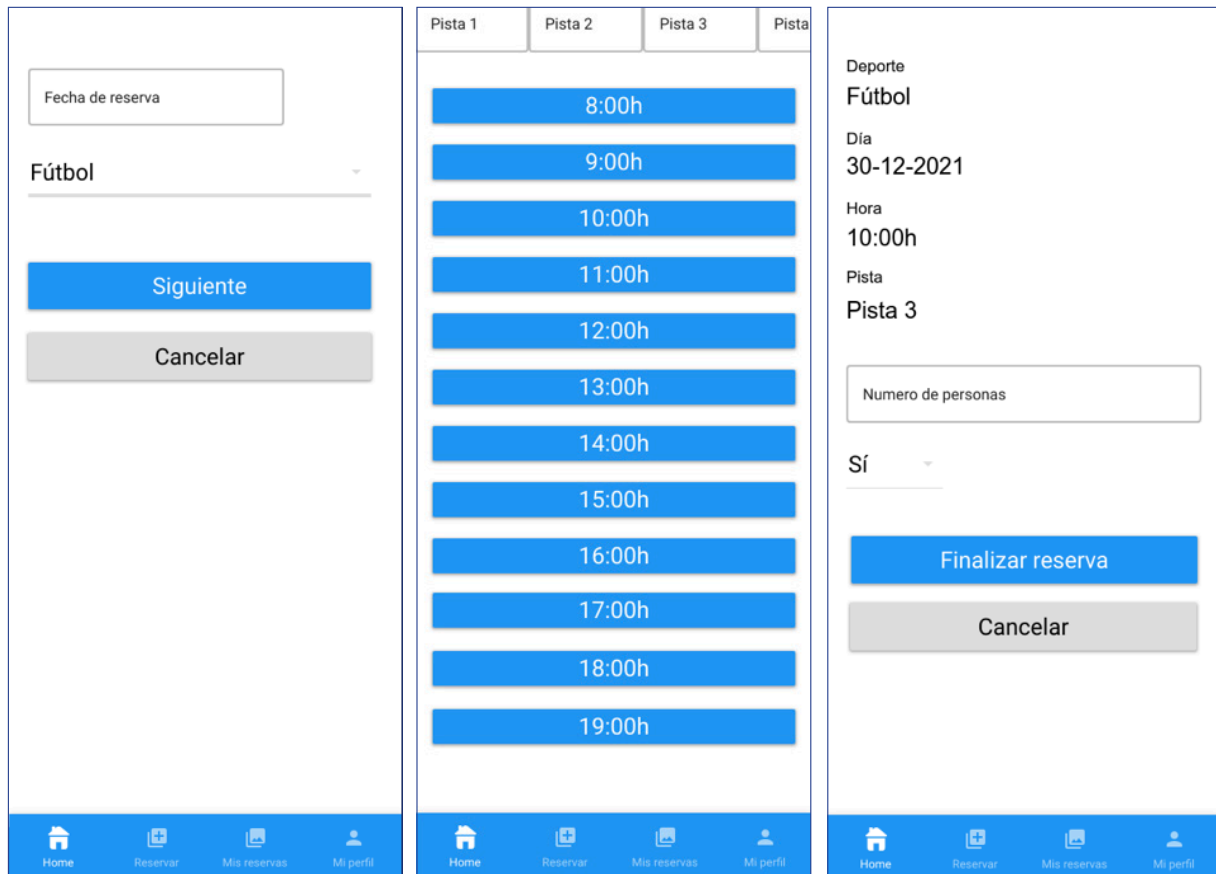 Fecha de reserva
Fútbol
Siguiente
Cancelar
Home Reservar Mis reservas Mi perfil
Pista 1 Pista 2 Pista 3 Pista
8:00h
9:00h
10:00h
11:00h
12:00h
13:00h
14:00h
15:00h
16:00h
17:00h
18:00h
19:00h
Home Reservar Mis reservas Mi perfil
Deporte
Fútbol
Día
30-12-2021
Hora
10:00h
Pista
Pista 3
Numero de personas
Sí
Finalizar reserva
Cancelar
Home Reservar Mis reservas Mi perfil